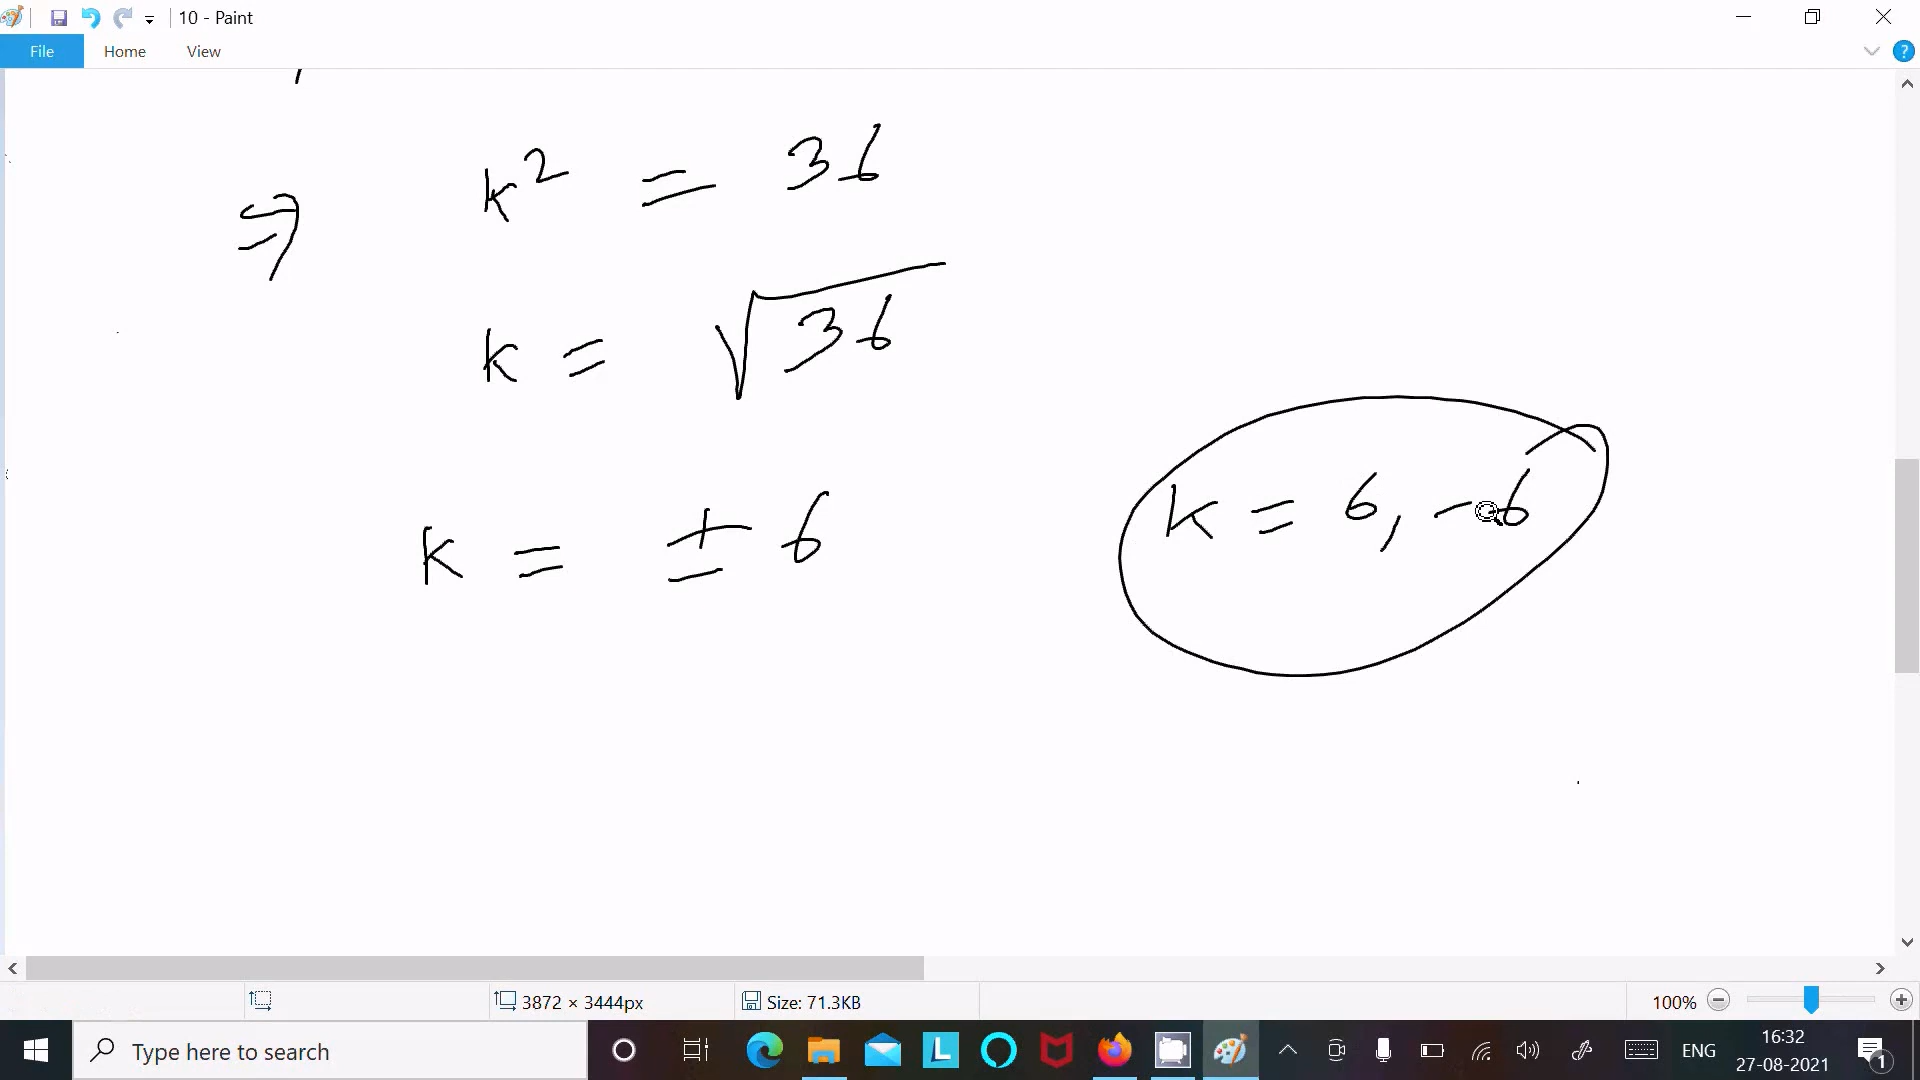 10 - Paint
File Home View
⇒ k² = 36
k = √36
k = ± 6
k = 6, -6
3872 × 3444px Size: 71.3KB 100%
Type here to search ENG 16:32
27-08-2021 1